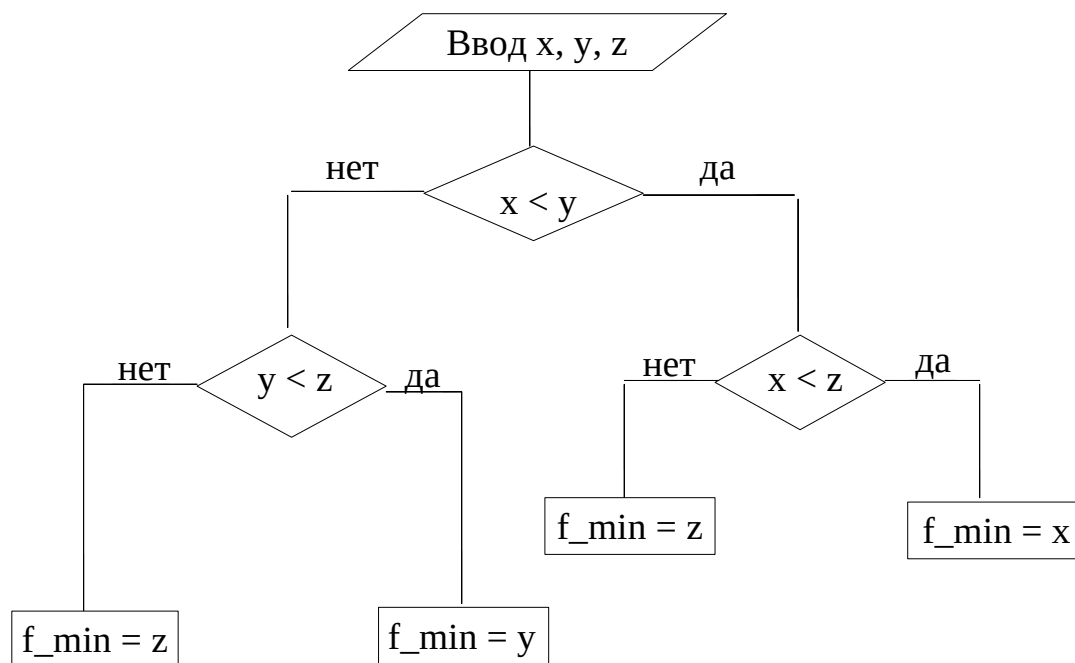 Ввод x, y, z
нет
да
x < y
нет
y < z
да
нет
x < z
да
f_min = z
f_min = x
f_min = z
f_min = y